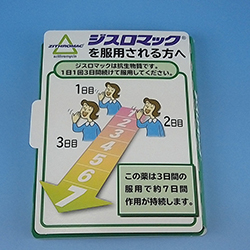 ジスロマック®
ZITHROMAC
azithromycin
を服用される方へ
ジスロマックは抗生物質です。
1日1回3日間続けて服用してください。
1日目
2日目
3日目
1
2
3
4
5
6
7
この薬は3日間の
服用で約7日間
作用が持続します。